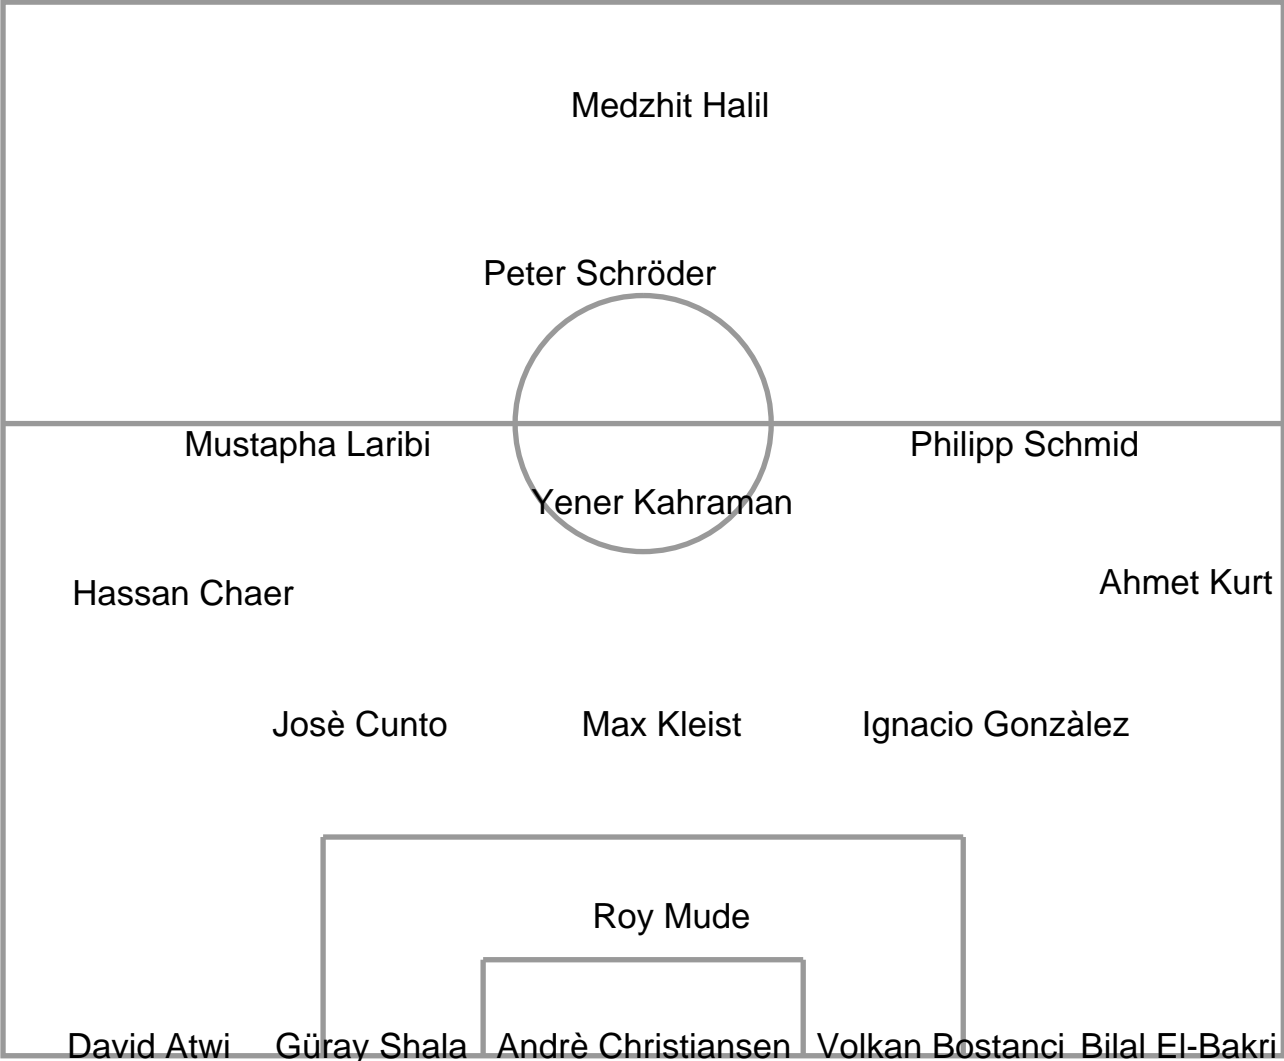 Medzhit Halil
Peter Schröder
Mustapha Laribi
Philipp Schmid
Yener Kahraman
Hassan Chaer
Ahmet Kurt
Josè Cunto
Max Kleist
Ignacio Gonzàlez
Roy Mude
David Atwi
Güray Shala
Andrè Christiansen
Volkan Bostanci
Bilal El-Bakri